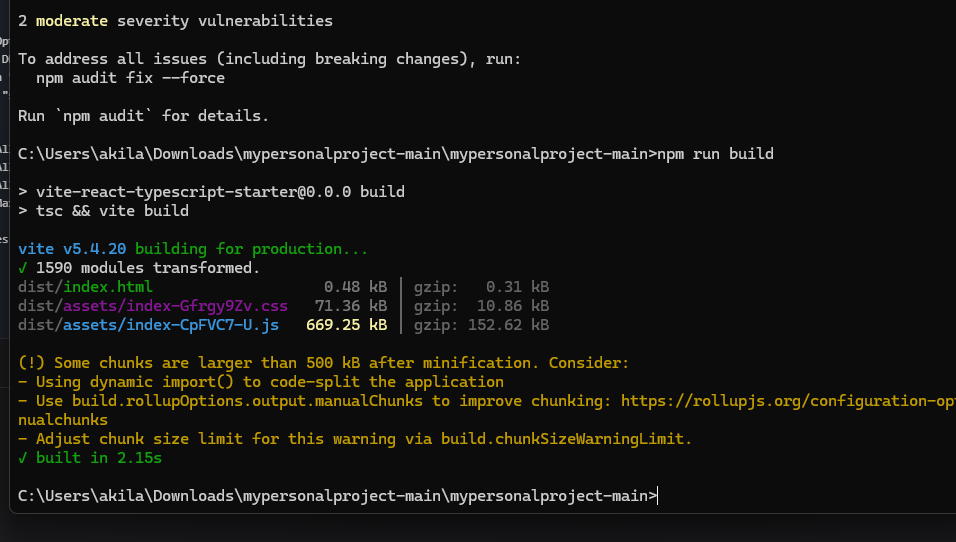 2 moderate severity vulnerabilities
To address all issues (including breaking changes), run:
npm audit fix --force
Run `npm audit` for details.
C:\Users\akila\Downloads\mypersonalproject-main\mypersonalproject-main>npm run build
> vite-react-typescript-starter@0.0.0 build
> tsc && vite build
vite v5.4.20 building for production...
✓ 1590 modules transformed.
dist/index.html 0.48 kB │ gzip: 0.31 kB
dist/assets/index-Gfrgy9Zv.css 71.36 kB │ gzip: 10.86 kB
dist/assets/index-CpFVC7-U.js 669.25 kB │ gzip: 152.62 kB
(!) Some chunks are larger than 500 kB after minification. Consider:
- Using dynamic import() to code-split the application
- Use build.rollupOptions.output.manualChunks to improve chunking: https://rollupjs.org/configuration-op
nualchunks
- Adjust chunk size limit for this warning via build.chunkSizeWarningLimit.
✓ built in 2.15s
C:\Users\akila\Downloads\mypersonalproject-main\mypersonalproject-main>